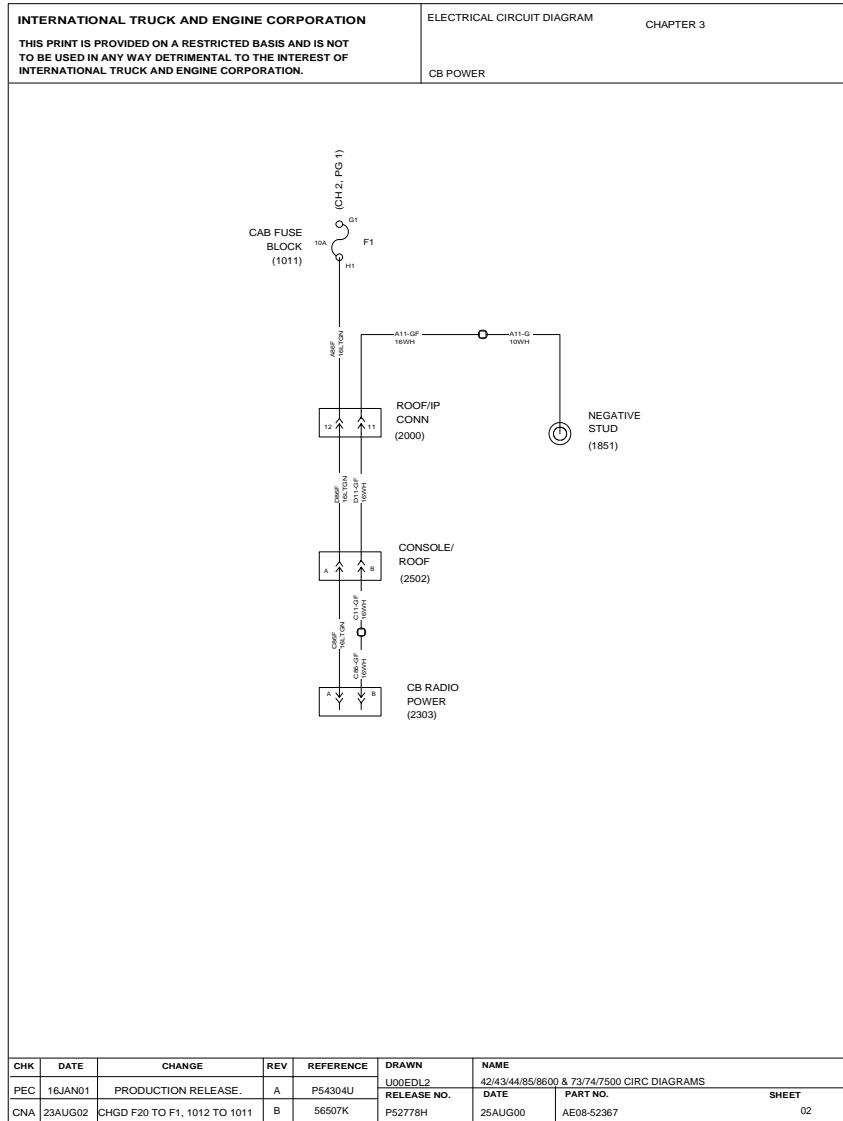 INTERNATIONAL TRUCK AND ENGINE CORPORATION
THIS PRINT IS PROVIDED ON A RESTRICTED BASIS AND IS NOT
TO BE USED IN ANY WAY DETRIMENTAL TO THE INTEREST OF
INTERNATIONAL TRUCK AND ENGINE CORPORATION.
ELECTRICAL CIRCUIT DIAGRAM
CHAPTER 3
CB POWER
(CH 2, PG 1)
G1
CAB FUSE
BLOCK
(1011)
10A
F1
H1
A86F
16LTGN
A11-GF
16WH
A11-G
10WH
ROOF/IP
CONN
(2000)
12
11
NEGATIVE
STUD
(1851)
D86F
16LTGN
D11-GF
16WH
CONSOLE/
ROOF
(2502)
A
B
C86F
16LTGN
C11-GF
16WH
C86-GF
16WH
CB RADIO
POWER
(2303)
A
B
CHK DATE CHANGE REV REFERENCE DRAWN NAME
U00EDL2 42/43/44/85/8600 & 73/74/7500 CIRC DIAGRAMS
PEC 16JAN01 PRODUCTION RELEASE. A P54304U
RELEASE NO. DATE PART NO. SHEET
CNA 23AUG02 CHGD F20 TO F1, 1012 TO 1011 B 56507K P52778H 25AUG00 AE08-52367 02